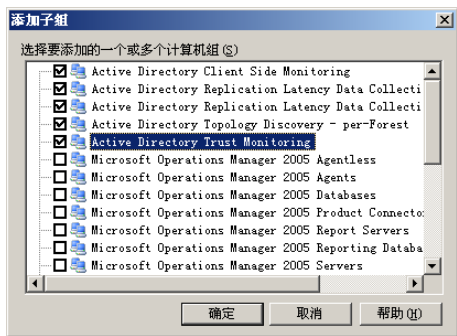 添加子组
选择要添加的一个或多个计算机组(S)
Active Directory Client Side Monitoring
Active Directory Replication Latency Data Collecti
Active Directory Replication Latency Data Collecti
Active Directory Topology Discovery - per-Forest
Active Directory Trust Monitoring
Microsoft Operations Manager 2005 Agentless
Microsoft Operations Manager 2005 Agents
Microsoft Operations Manager 2005 Databases
Microsoft Operations Manager 2005 Product Connecto
Microsoft Operations Manager 2005 Report Servers
Microsoft Operations Manager 2005 Reporting Databa
Microsoft Operations Manager 2005 Servers
确定 取消 帮助(H)